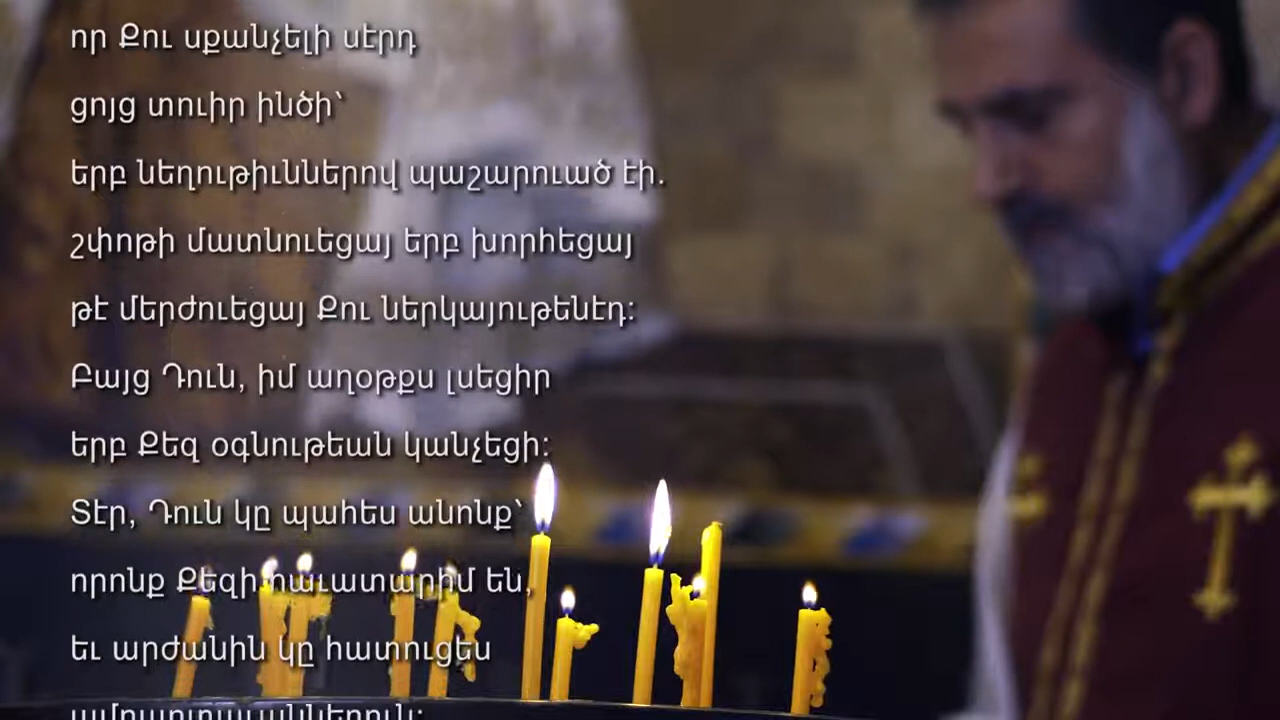 որ Քու սքանչելի սէրդ
ցոյց տուիր ինծի՝
երբ նեղութիւններով պաշարուած էի.
շփոթի մատնուեցայ երբ խորհեցայ
թէ մերժուեցայ Քու ներկայութենէդ:
Բայց Դուն, իմ աղօթքս լսեցիր
երբ Քեզ օգնութեան կանչեցի:
Տէր, Դուն կը պահես անոնք՝
որոնք Քեզի հաւատարիմ են,
եւ արժանին կը հատուցես
ամբարտաւաններուն: